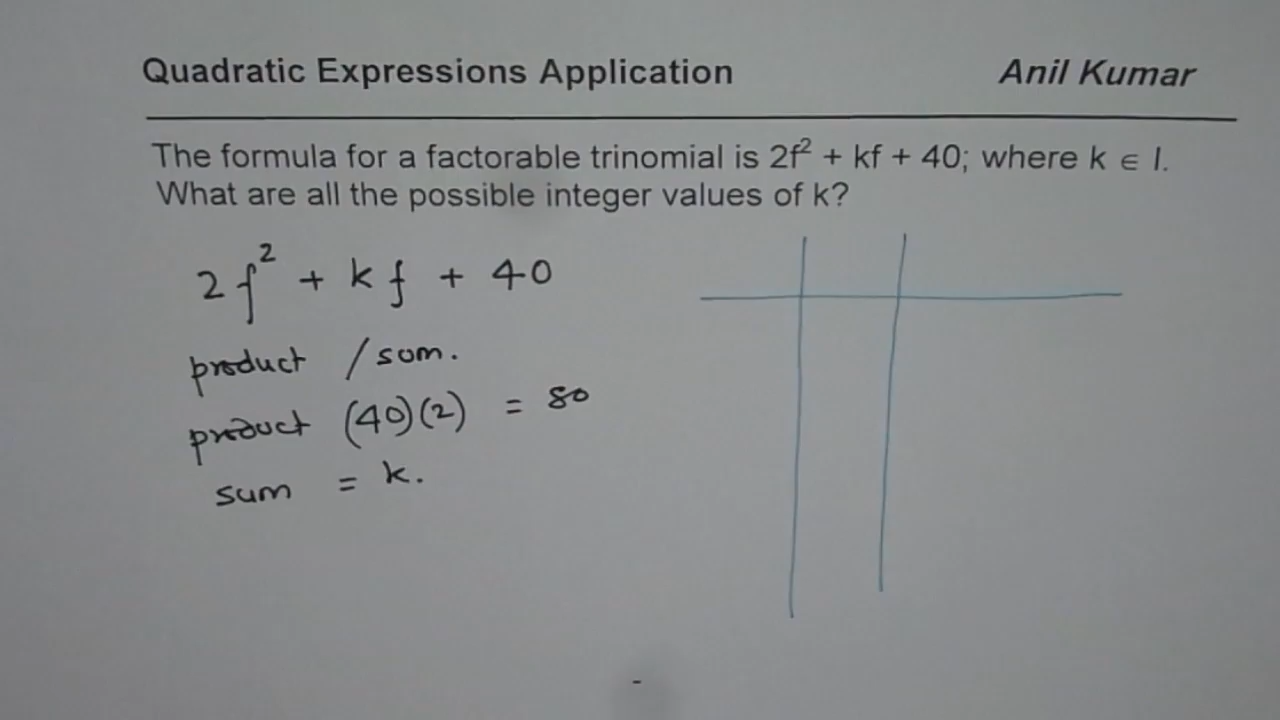 Quadratic Expressions Application Anil Kumar
The formula for a factorable trinomial is 2f² + kf + 40; where k ∈ I.
What are all the possible integer values of k?
2f² + kf + 40
product / sum.
product (40)(2) = 80
sum = k.